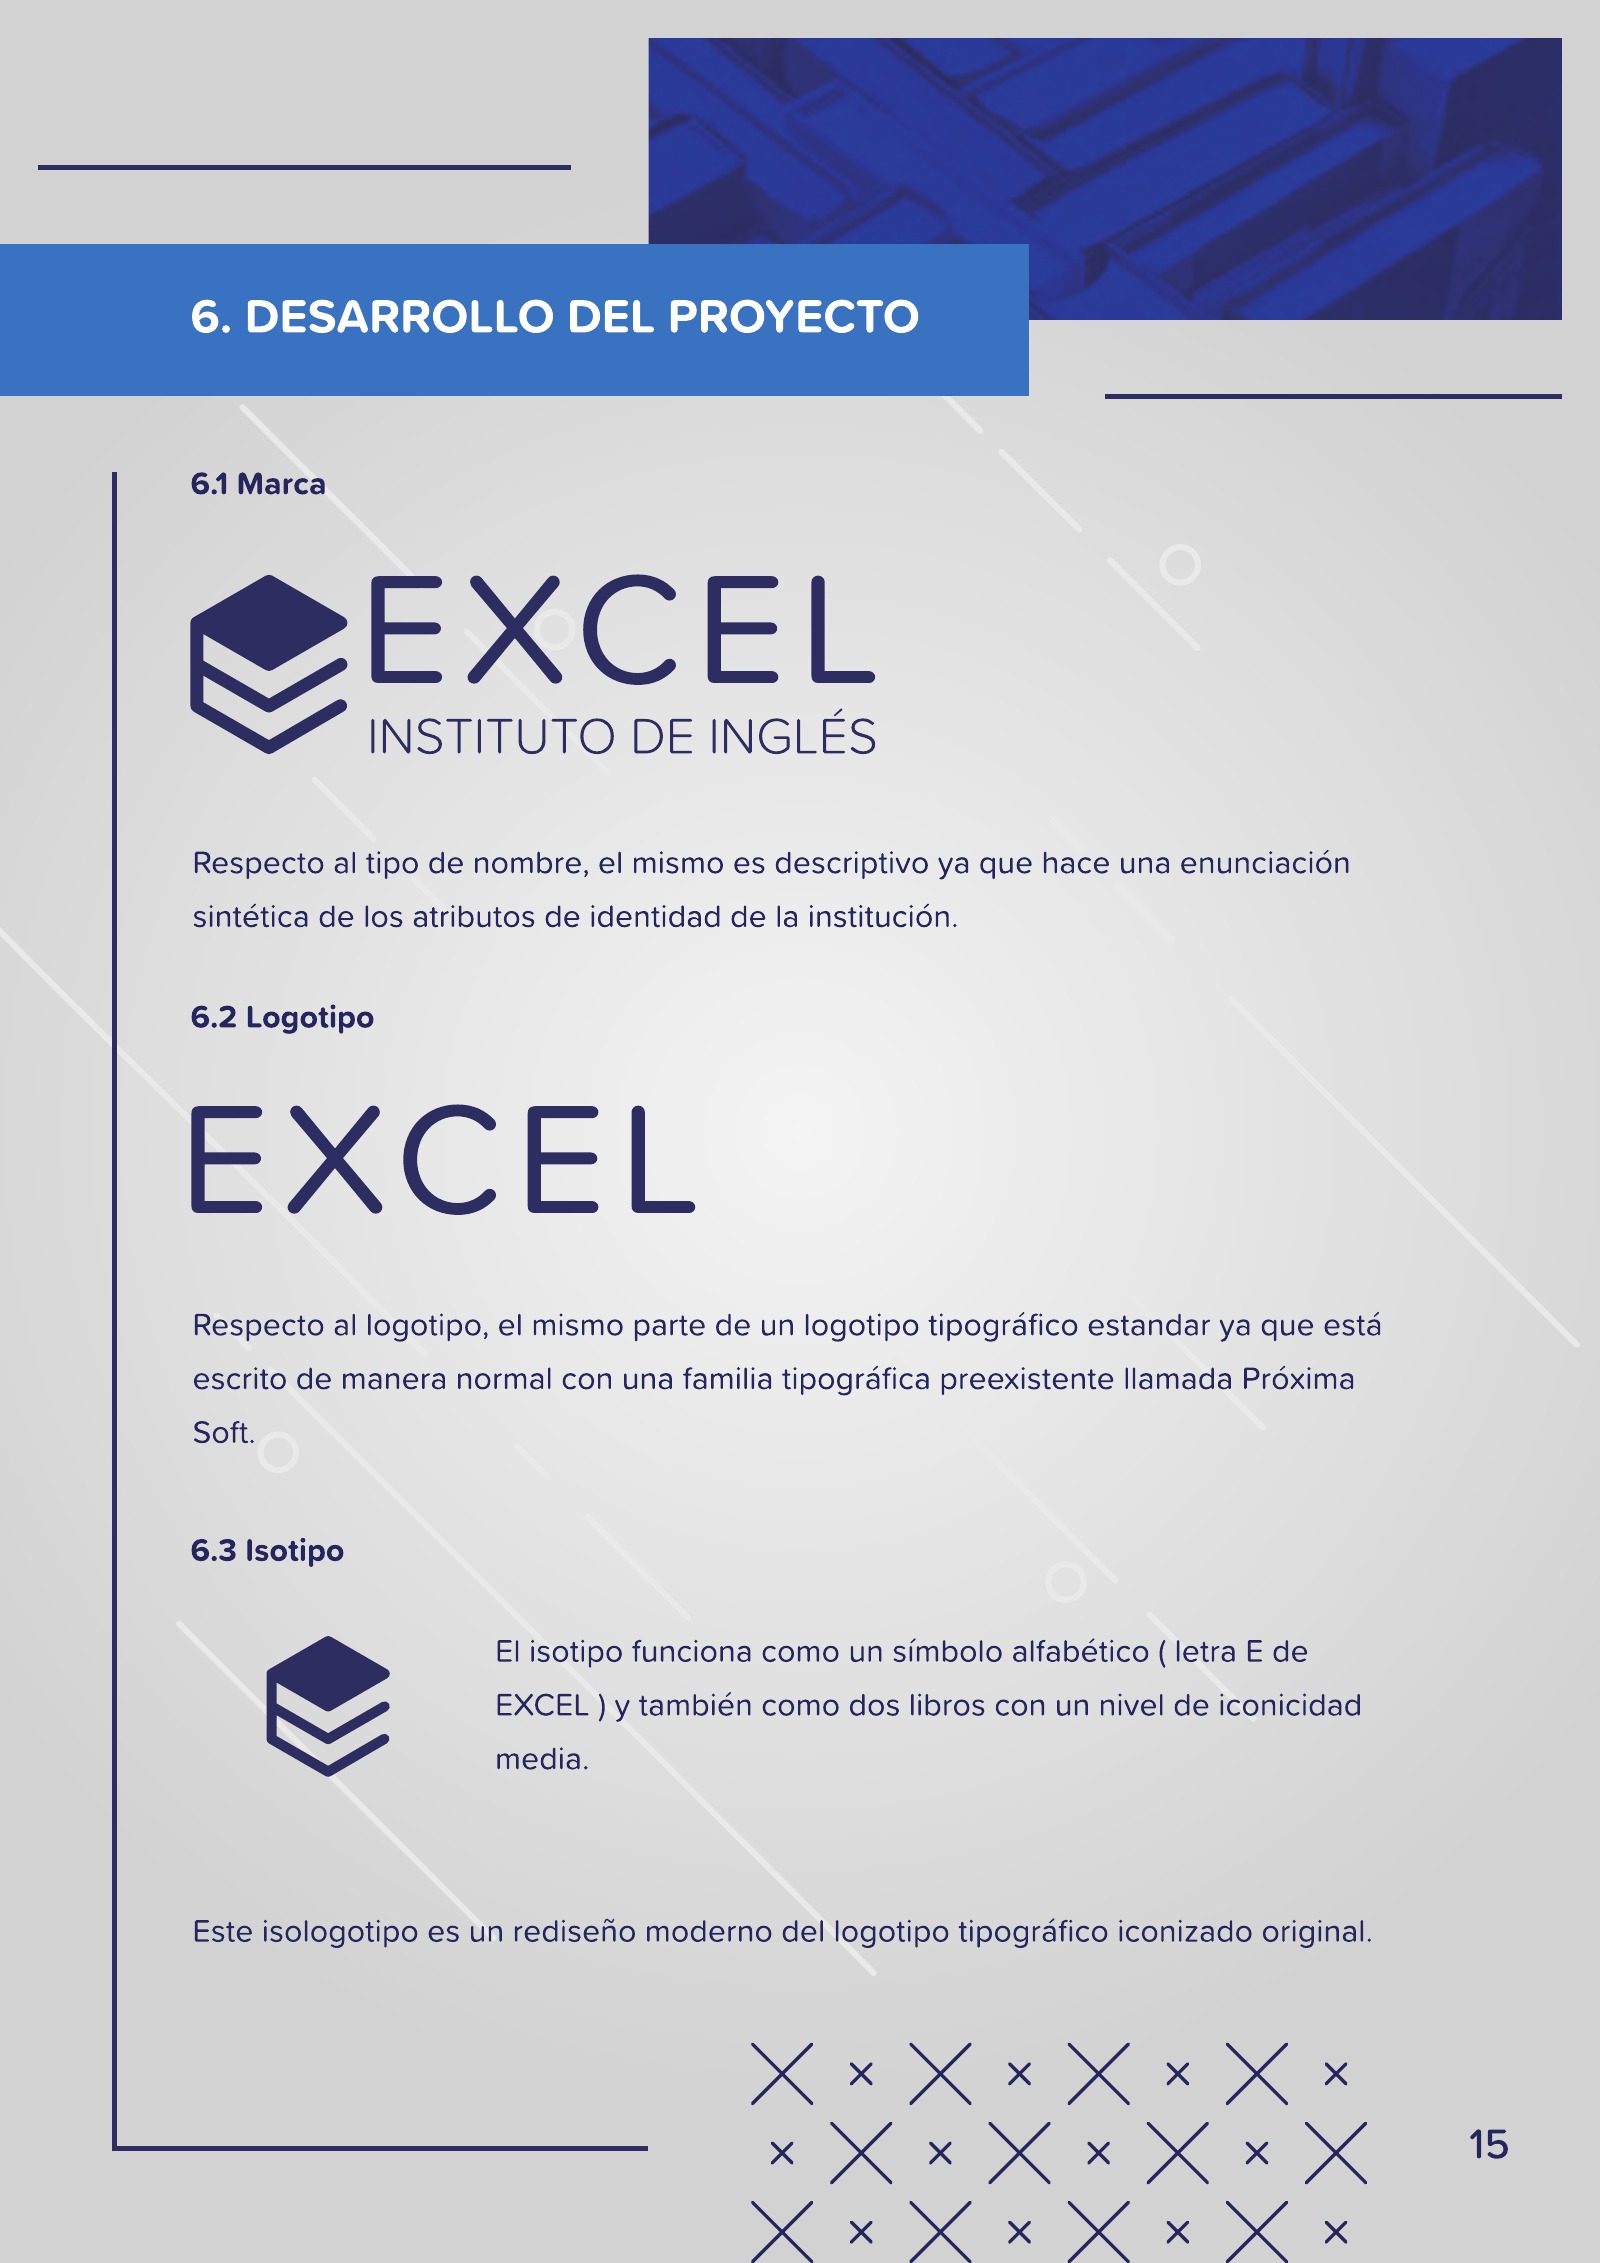 6. DESARROLLO DEL PROYECTO
6.1 Marca
EXCEL
INSTITUTO DE INGLÉS
Respecto al tipo de nombre, el mismo es descriptivo ya que hace una enunciación
sintética de los atributos de identidad de la institución.
6.2 Logotipo
EXCEL
Respecto al logotipo, el mismo parte de un logotipo tipográfico estandar ya que está
escrito de manera normal con una familia tipográfica preexistente llamada Próxima
Soft.
6.3 Isotipo
El isotipo funciona como un símbolo alfabético ( letra E de
EXCEL ) y también como dos libros con un nivel de iconicidad
media.
Este isologotipo es un rediseño moderno del logotipo tipográfico iconizado original.
15